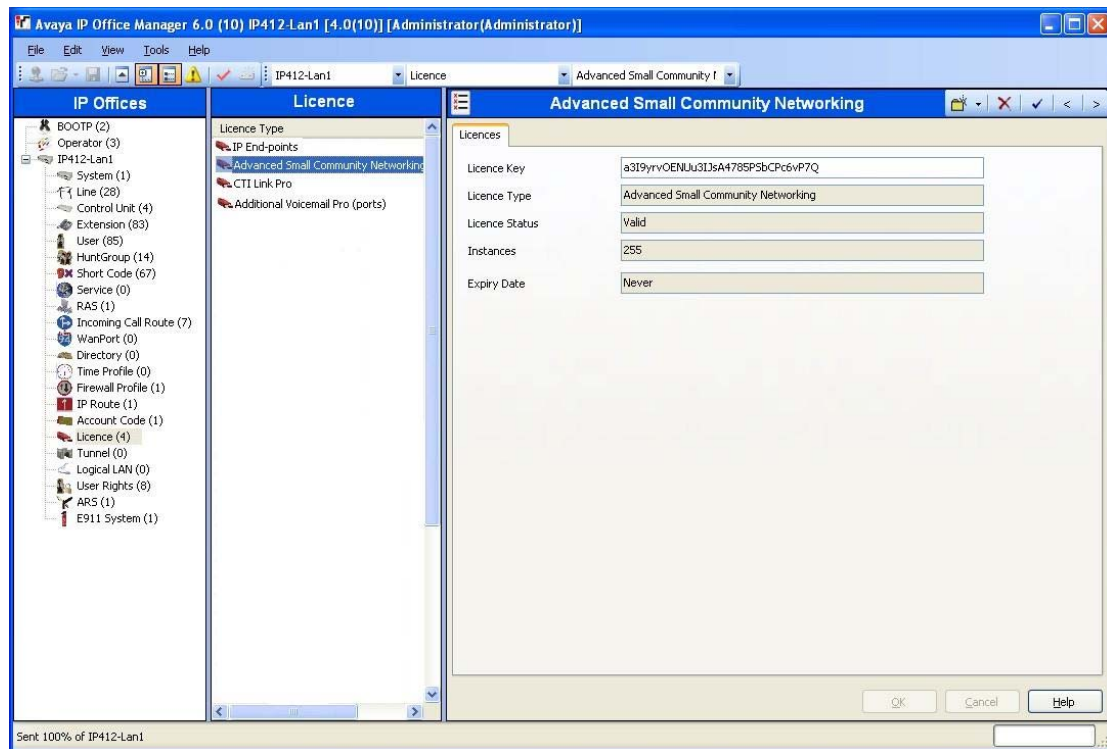 Avaya IP Office Manager 6.0 (10) IP412-Lan1 [4.0(10)] [Administrator(Administrator)]
File Edit View Tools Help
IP412-Lan1 Licence Advanced Small Community
IP Offices
BOOTP (2)
Operator (3)
IP412-Lan1
System (1)
Line (28)
Control Unit (4)
Extension (83)
User (85)
HuntGroup (14)
Short Code (67)
Service (0)
RAS (1)
Incoming Call Route (7)
WanPort (0)
Directory (0)
Time Profile (0)
Firewall Profile (1)
IP Route (1)
Account Code (1)
Licence (4)
Tunnel (0)
Logical LAN (0)
User Rights (8)
ARS (1)
E911 System (1)
Licence
Licence Type
IP End-points
Advanced Small Community Networking
CTI Link Pro
Additional Voicemail Pro (ports)
Advanced Small Community Networking
Licences
Licence Key
Licence Type Advanced Small Community Networking
Licence Status Valid
Instances 255
Expiry Date Never
OK Cancel Help
Sent 100% of IP412-Lan1